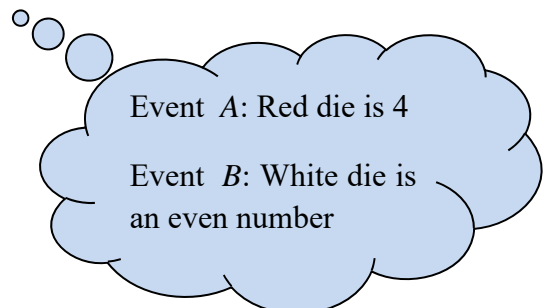 Event A: Red die is 4
Event B: White die is
an even number